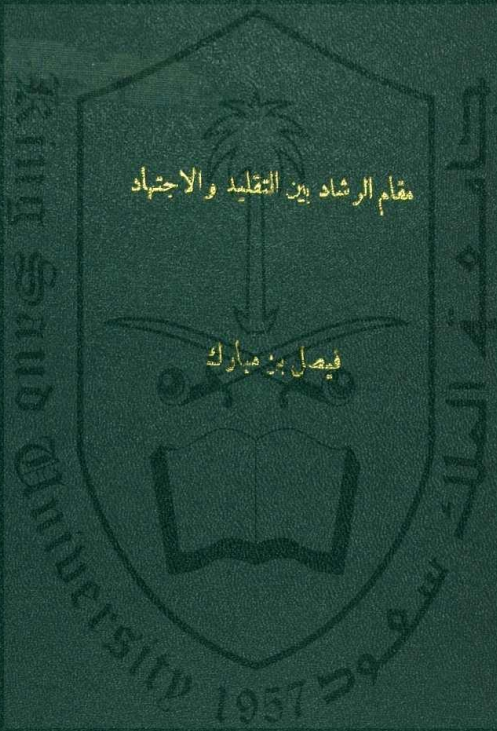 مقام الرشاد بين التقليد والاجتهاد
فيصل بن مبارك
جامعة الملك سعود
King Saud University 1957